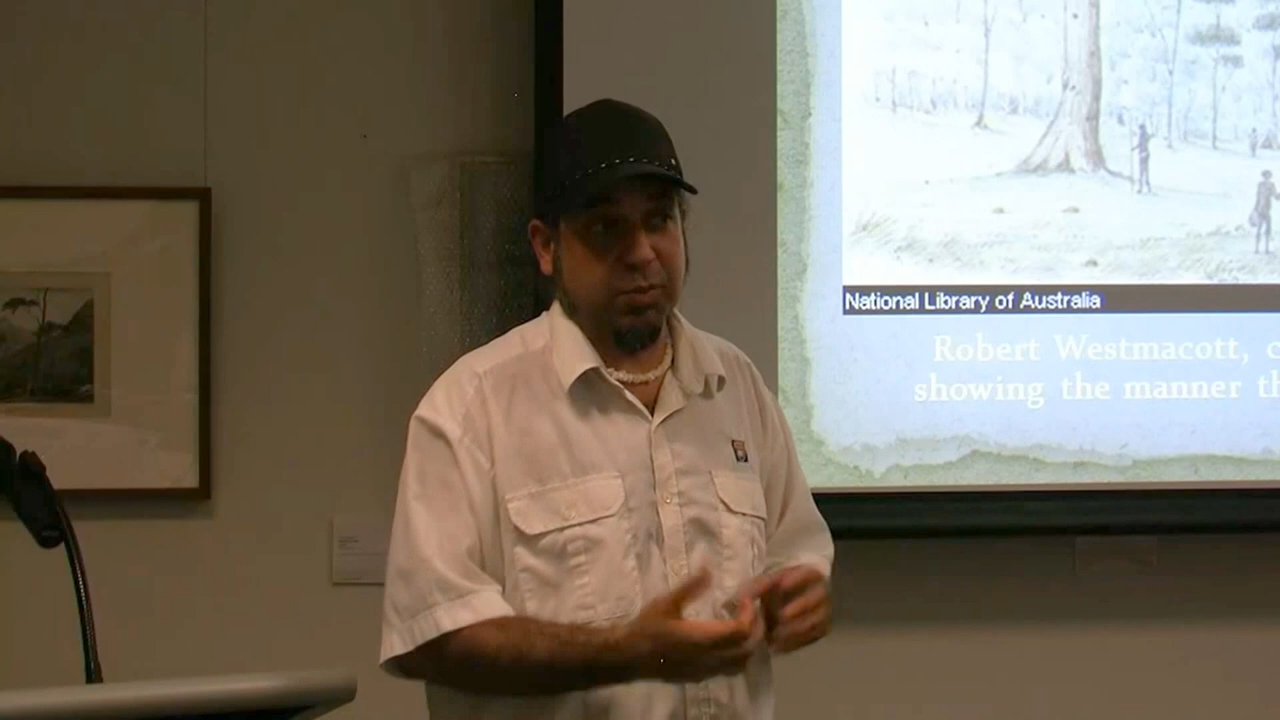 National Library of Australia
Robert Westmacott, c
showing the manner th